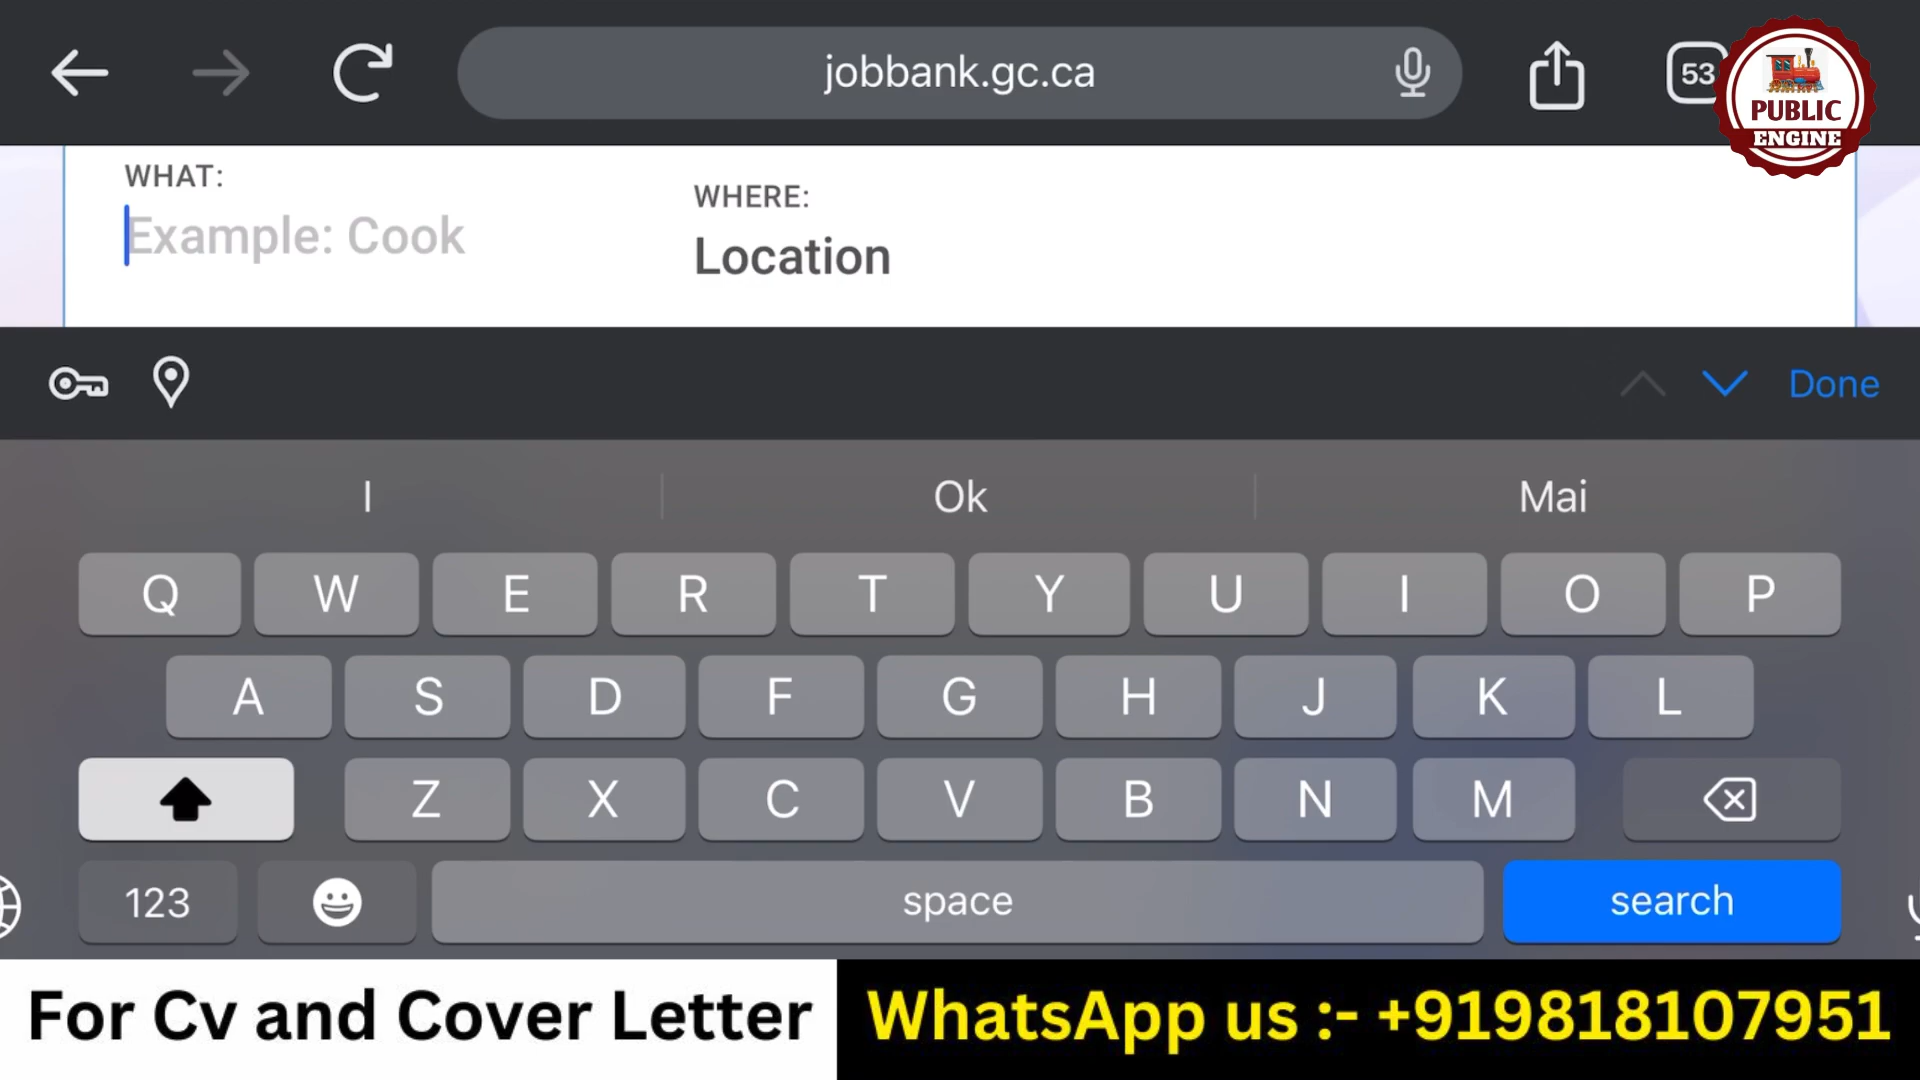 jobbank.gc.ca
53
PUBLIC
ENGINE
WHAT:
Example: Cook
WHERE:
Location
Done
I Ok Mai
Q W E R T Y U I O P
A S D F G H J K L
Z X C V B N M
123 space search
For Cv and Cover Letter WhatsApp us :- +919818107951